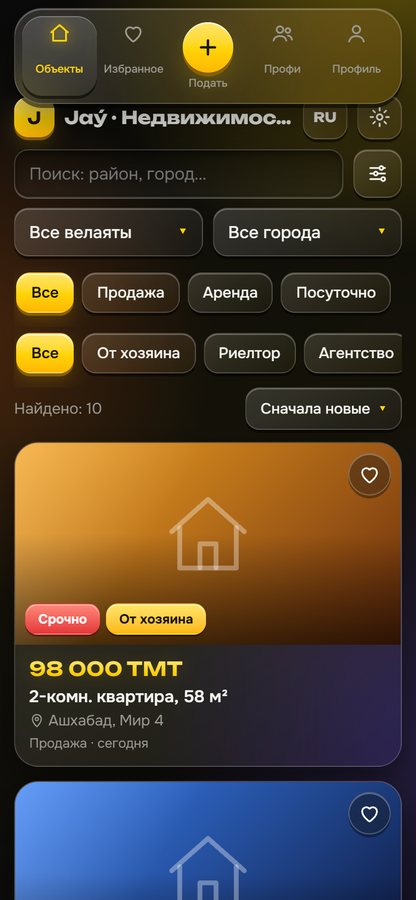 Объекты
Избранное
Подать
Профи
Профиль
J Jaý · Недвижимос... RU
Поиск: район, город...
Все велаяты Все города
Все Продажа Аренда Посуточно
Все От хозяина Риелтор Агентство
Найдено: 10 Сначала новые
Срочно От хозяина
98 000 TMT
2-комн. квартира, 58 м²
Ашхабад, Мир 4
Продажа · сегодня